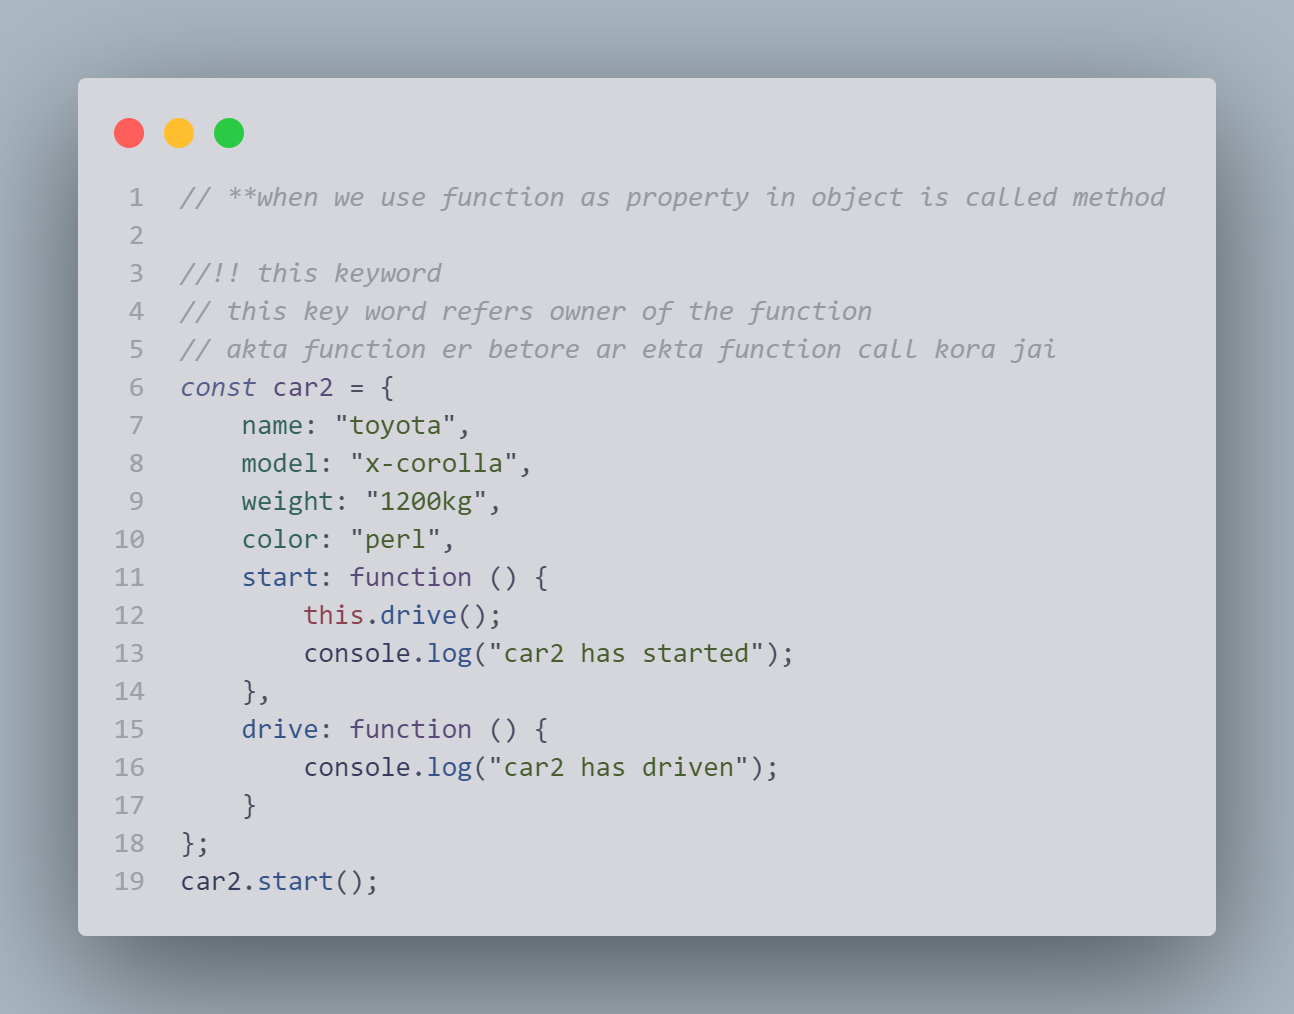 1 // **when we use function as property in object is called method
2
3 //!! this keyword
4 // this key word refers owner of the function
5 // akta function er betore ar ekta function call kora jai
6 const car2 = {
7     name: "toyota",
8     model: "x-corolla",
9     weight: "1200kg",
10     color: "perl",
11     start: function () {
12         this.drive();
13         console.log("car2 has started");
14     },
15     drive: function () {
16         console.log("car2 has driven");
17     }
18 };
19 car2.start();